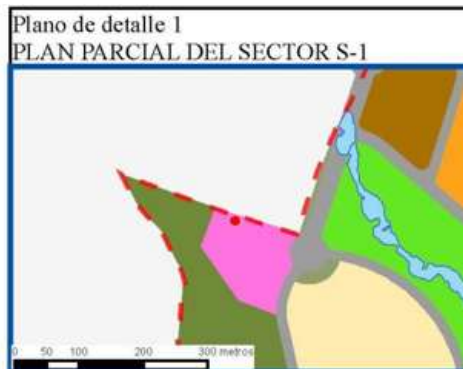 Plano de detalle 1
PLAN PARCIAL DEL SECTOR S-1
0 50 100 200 300 metros